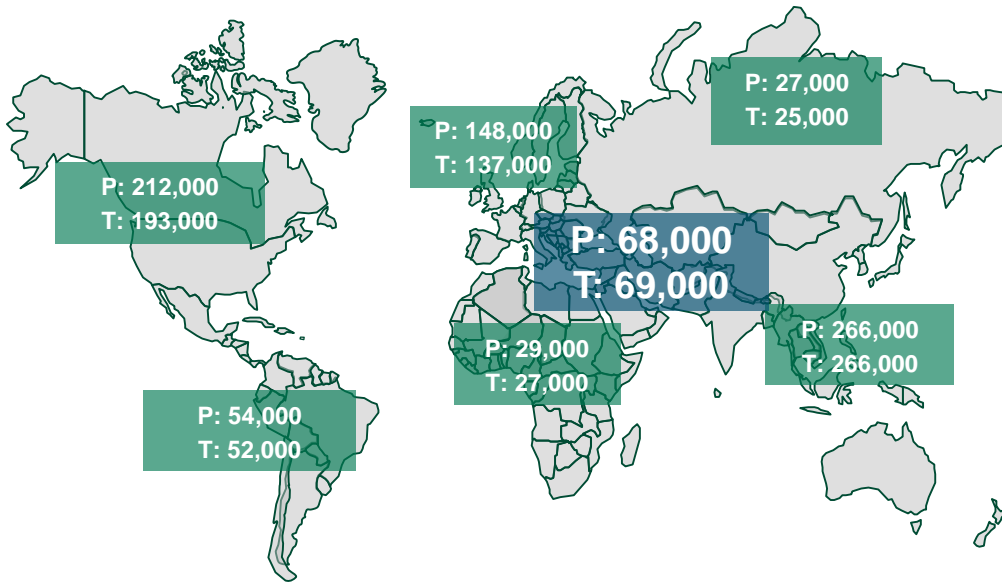 P: 27,000
T: 25,000
P: 148,000
T: 137,000
P: 212,000
T: 193,000
P: 68,000
T: 69,000
P: 266,000
T: 266,000
P: 29,000
T: 27,000
P: 54,000
T: 52,000